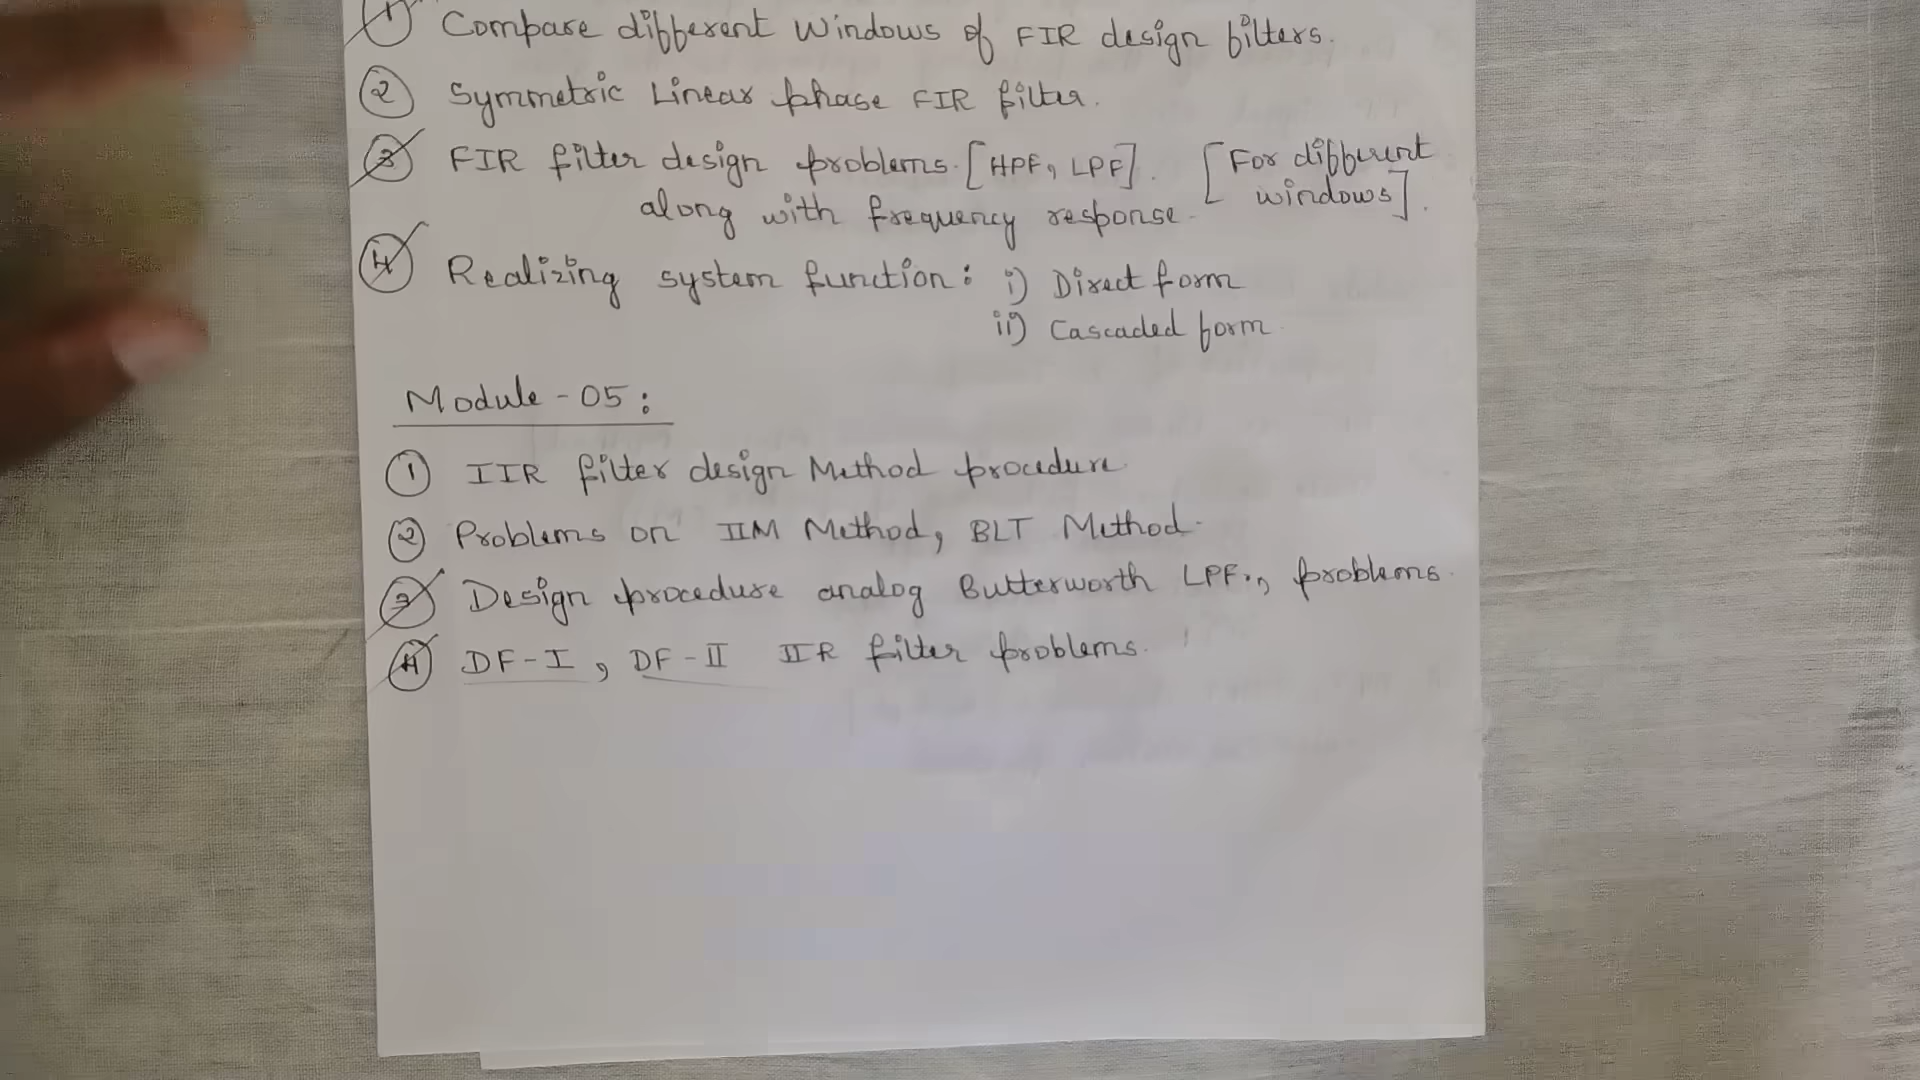 ① Compare different windows of FIR design filters.
② Symmetric Linear phase FIR filter.
③ FIR filter design problems. [HPF, LPF]. [For different
along with frequency response. windows].
④ Realizing system function: i) Direct form
ii) Cascaded form
Module - 05:
① IIR filter design Method procedure
② Problems on IIM Method, BLT Method.
③ Design procedure analog Butterworth LPF., problems.
④ DF-I, DF-II IIR filter problems.